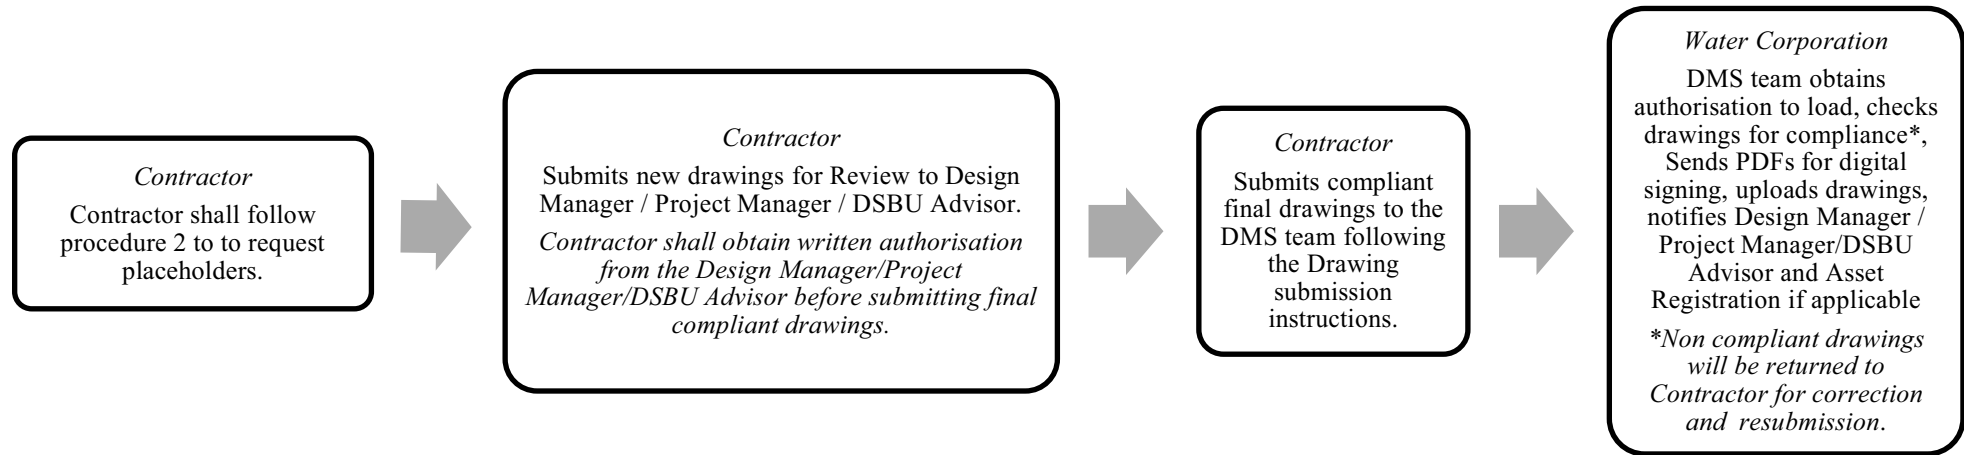 Contractor
Contractor shall follow
procedure 2 to to request
placeholders.
Contractor
Submits new drawings for Review to Design
Manager / Project Manager / DSBU Advisor.
Contractor shall obtain written authorisation
from the Design Manager/Project
Manager/DSBU Advisor before submitting final
compliant drawings.
Contractor
Submits compliant
final drawings to the
DMS team following
the Drawing
submission
instructions.
Water Corporation
DMS team obtains
authorisation to load, checks
drawings for compliance*,
Sends PDFs for digital
signing, uploads drawings,
notifies Design Manager /
Project Manager/DSBU
Advisor and Asset
Registration if applicable
*Non compliant drawings
will be returned to
Contractor for correction
and  resubmission.